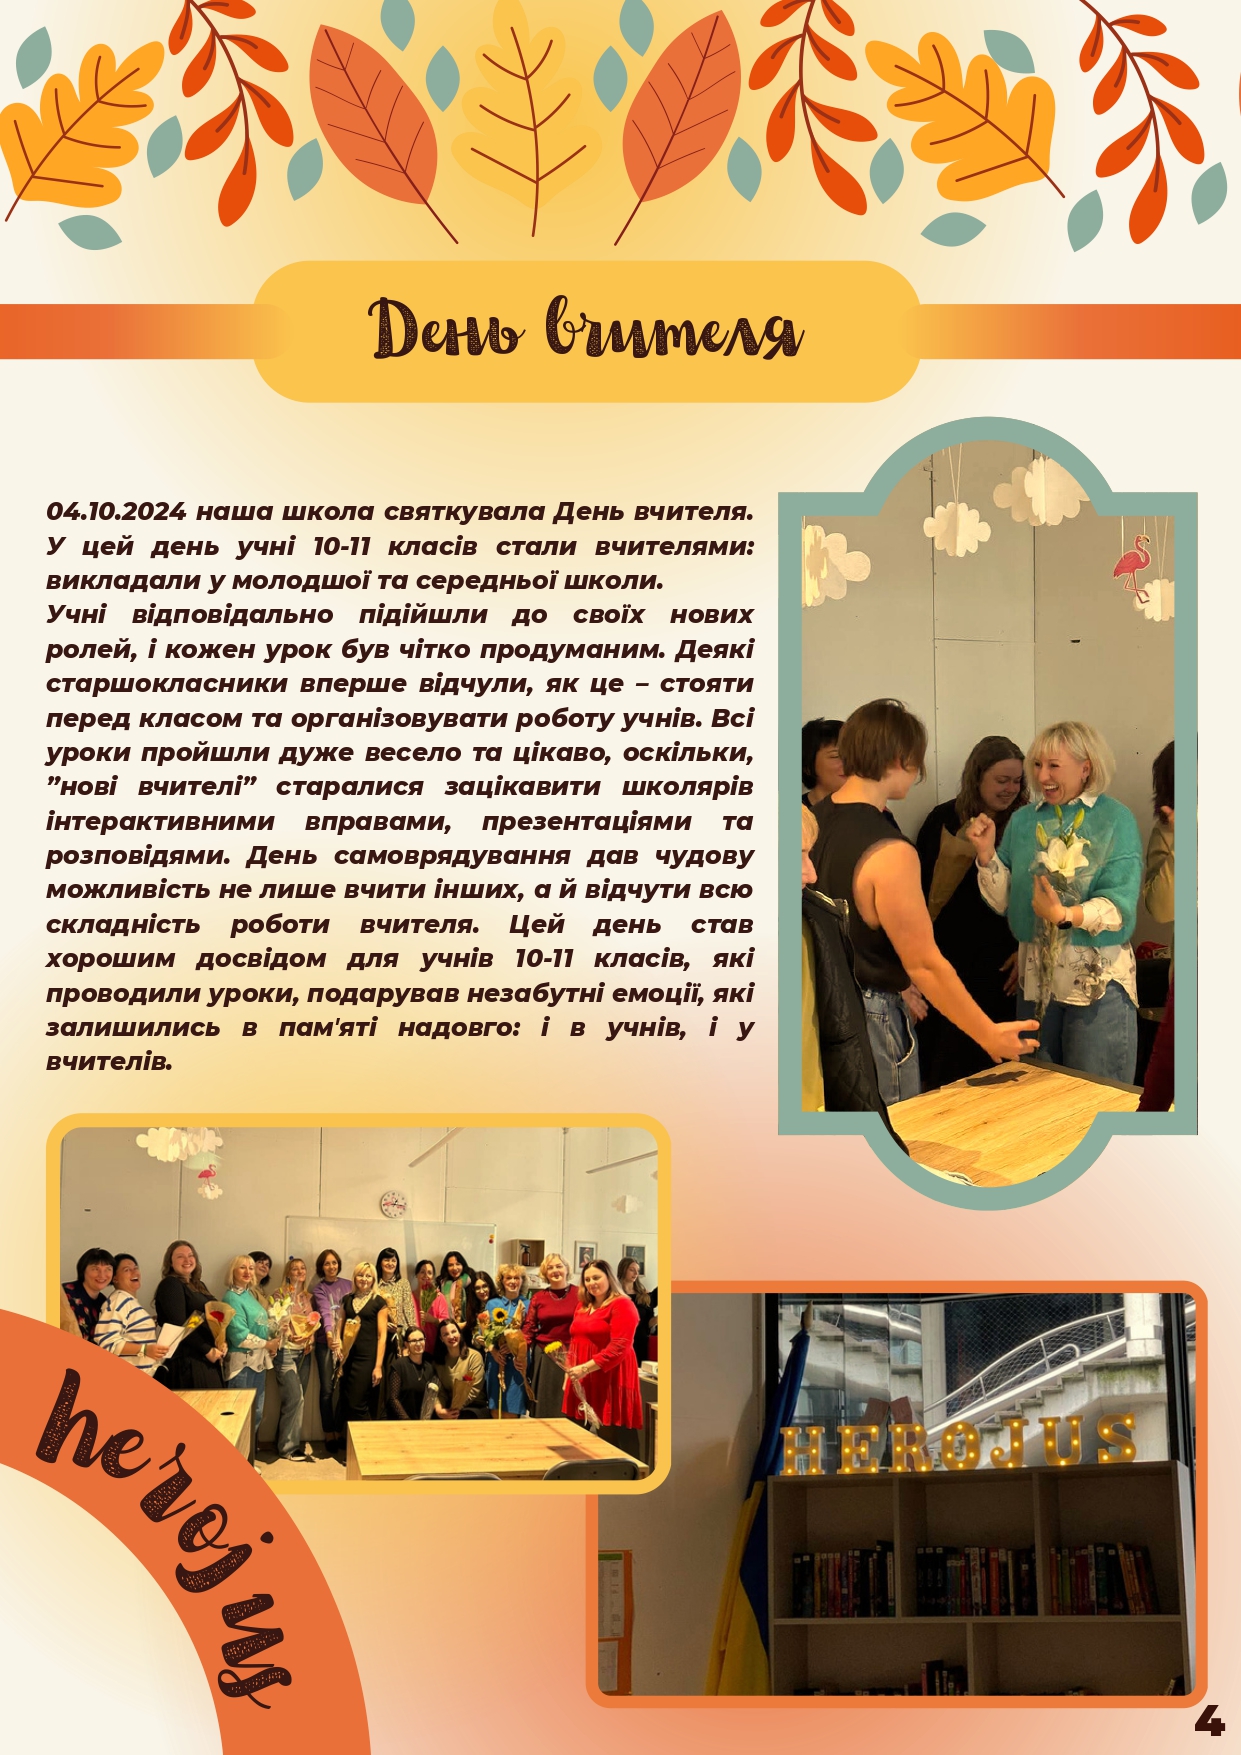 День вчителя
04.10.2024 наша школа святкувала День вчителя.
У цей день учні 10-11 класів стали вчителями:
викладали у молодшої та середньої школи.
Учні відповідально підійшли до своїх нових
ролей, і кожен урок був чітко продуманим. Деякі
старшокласники вперше відчули, як це – стояти
перед класом та організовувати роботу учнів. Всі
уроки пройшли дуже весело та цікаво, оскільки,
”нові вчителі” старалися зацікавити школярів
інтерактивними вправами, презентаціями та
розповідями. День самоврядування дав чудову
можливість не лише вчити інших, а й відчути всю
складність роботи вчителя. Цей день став
хорошим досвідом для учнів 10-11 класів, які
проводили уроки, подарував незабутні емоції, які
залишились в пам'яті надовго: і в учнів, і у
вчителів.
herojus
HEROJUS
4